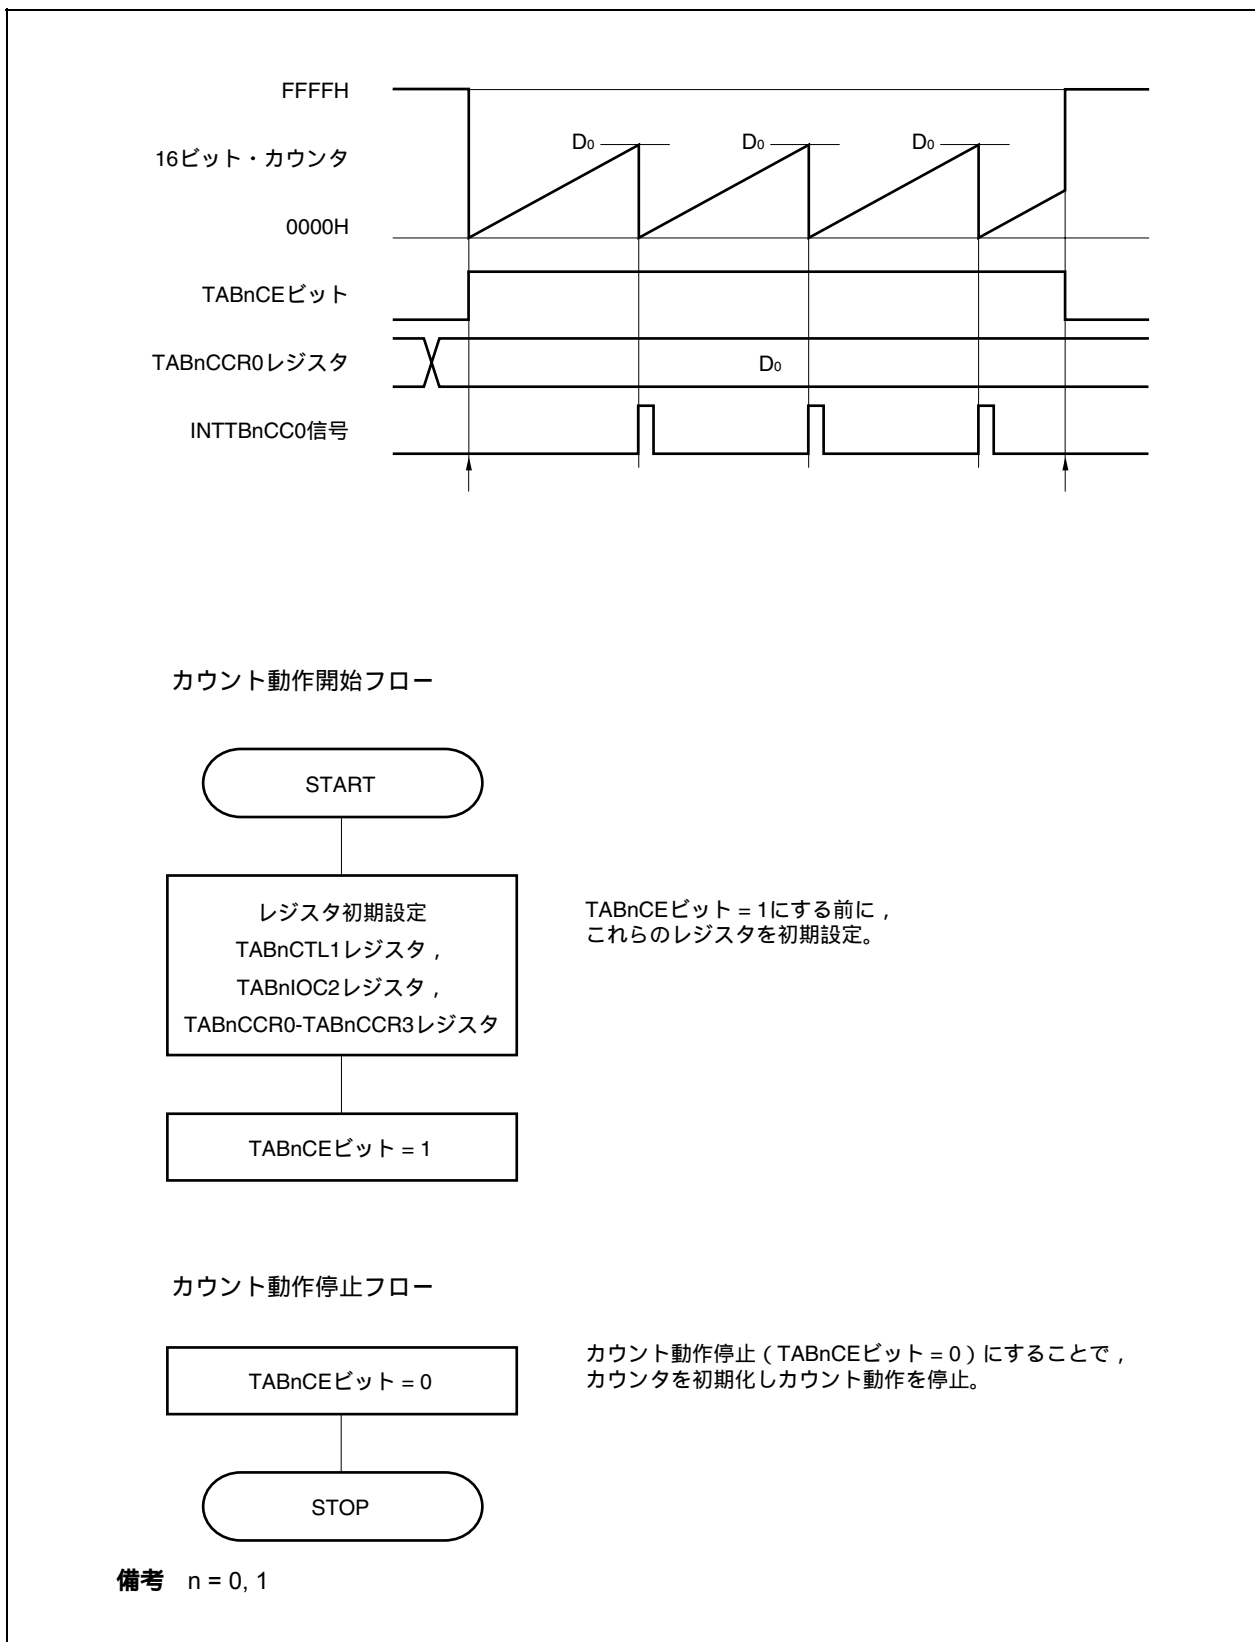 FFFFH
16ビット・カウンタ
0000H
D0
D0
D0
TABnCEビット
TABnCCR0レジスタ
D0
INTTBnCC0信号
カウント動作開始フロー
START
レジスタ初期設定
TABnCTL1レジスタ，
TABnIOC2レジスタ，
TABnCCR0-TABnCCR3レジスタ
TABnCEビット = 1にする前に，
これらのレジスタを初期設定。
TABnCEビット = 1
カウント動作停止フロー
TABnCEビット = 0
カウント動作停止（TABnCEビット = 0）にすることで，
カウンタを初期化しカウント動作を停止。
STOP
備考 n = 0, 1